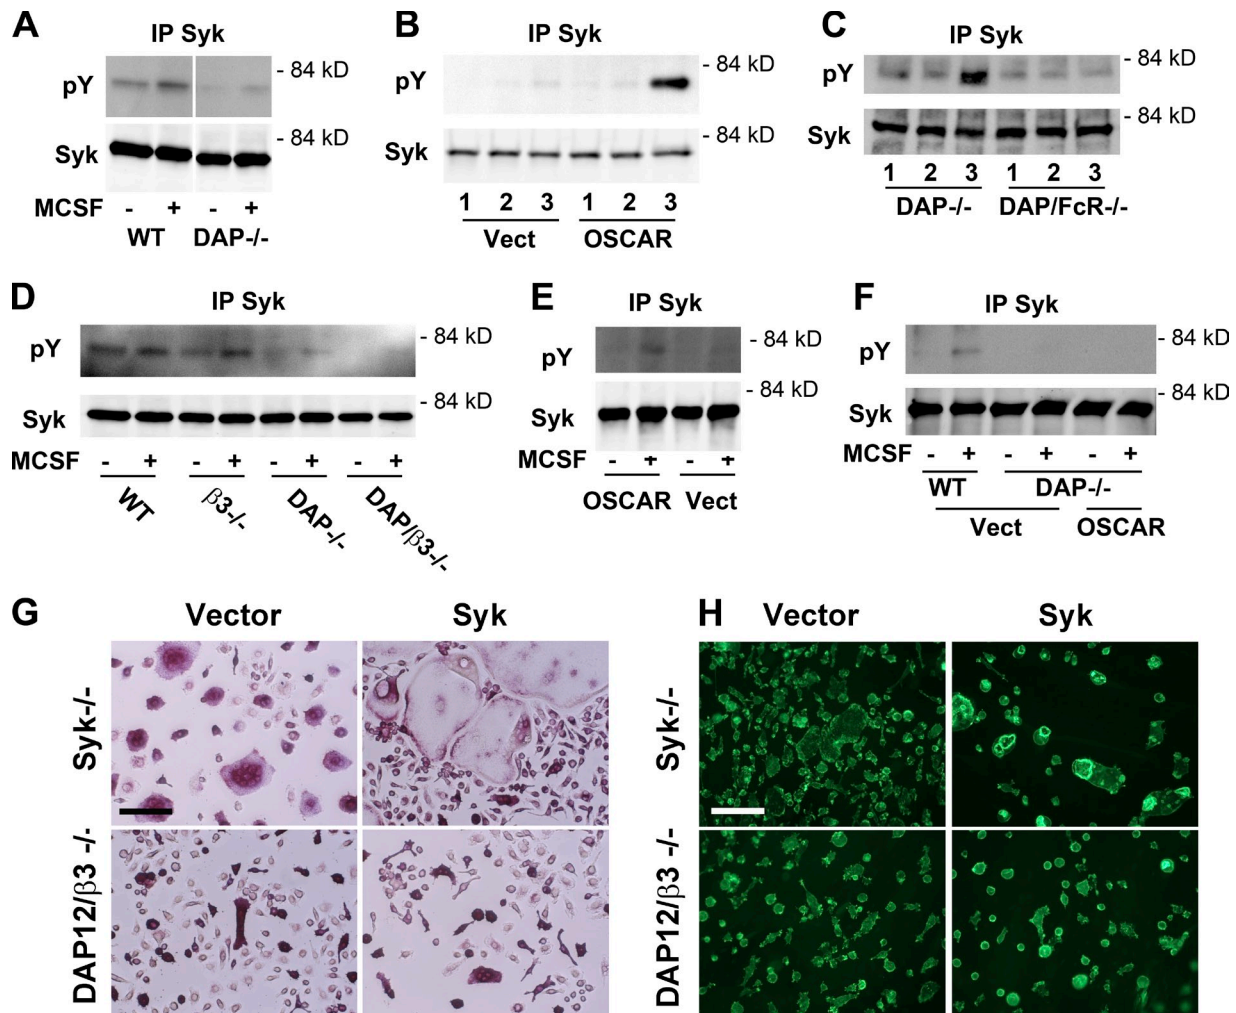 A
IP Syk
pY
- 84 kD
Syk
- 84 kD
MCSF - + - +
WT DAP-/-
B
IP Syk
pY
- 84 kD
Syk
- 84 kD
1 2 3 1 2 3
Vect OSCAR
C
IP Syk
pY
- 84 kD
Syk
- 84 kD
1 2 3 1 2 3
DAP-/- DAP/FcR-/-
D
IP Syk
pY
- 84 kD
Syk
- 84 kD
MCSF - + - + - + - +
WT β3-/- DAP-/- DAP/β3-/-
E
IP Syk
pY
- 84 kD
Syk
- 84 kD
MCSF - + - +
OSCAR Vect
F
IP Syk
pY
- 84 kD
Syk
- 84 kD
MCSF - + - + - +
WT DAP-/-
Vect OSCAR
G
Vector Syk
Syk-/-
DAP12/β3 -/-
H
Vector Syk
Syk-/-
DAP12/β3 -/-